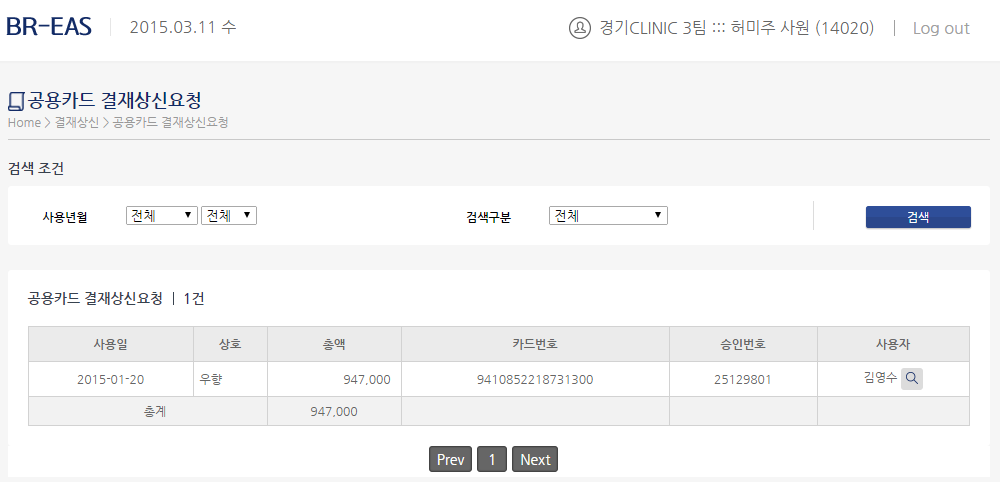 BR-EAS 2015.03.11 수 경기CLINIC 3팀 ::: 허미주 사원 (14020) Log out
공용카드 결재상신요청
Home > 결재상신 > 공용카드 결재상신요청
검색 조건
사용년월 전체 전체 검색구분 전체 검색
공용카드 결재상신요청 | 1건
사용일 상호 총액 카드번호 승인번호 사용자
2015-01-20 우향 947,000 9410852218731300 25129801 김영수
총계 947,000
Prev 1 Next